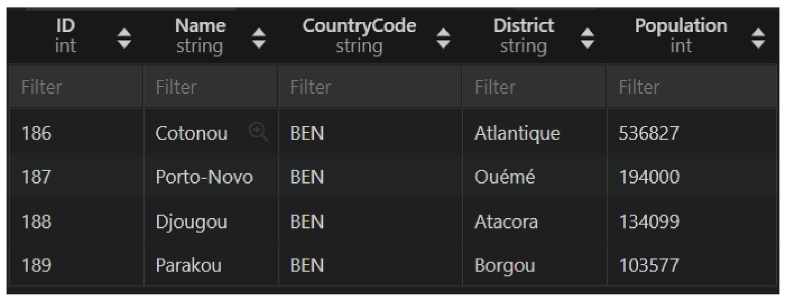 ID Name CountryCode District Population
int string string string int
Filter Filter Filter Filter Filter
186 Cotonou BEN Atlantique 536827
187 Porto-Novo BEN Ouémé 194000
188 Djougou BEN Atacora 134099
189 Parakou BEN Borgou 103577